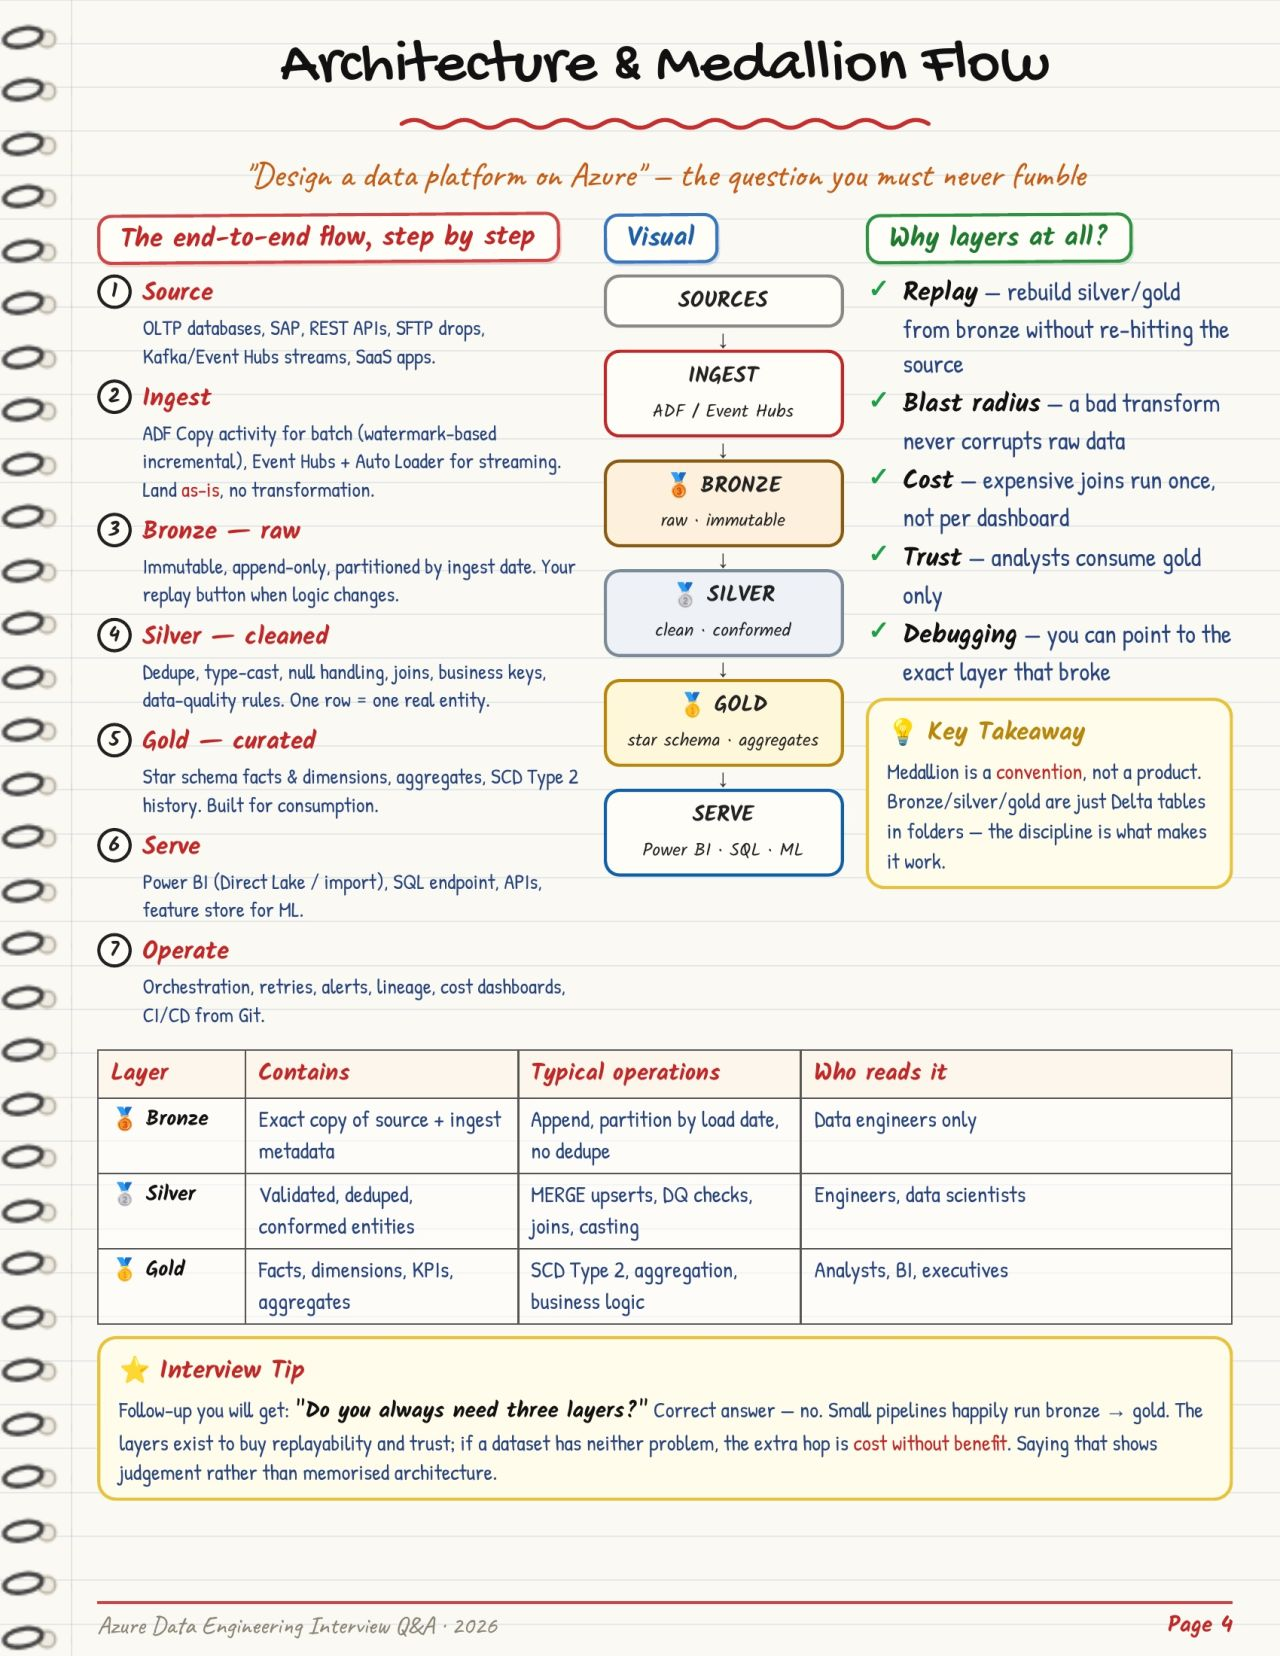 Architecture & Medallion Flow
"Design a data platform on Azure" — the question you must never fumble
The end-to-end flow, step by step
1 Source
OLTP databases, SAP, REST APIs, SFTP drops,
Kafka/Event Hubs streams, SaaS apps.
2 Ingest
ADF Copy activity for batch (watermark-based
incremental), Event Hubs + Auto Loader for streaming.
Land as-is, no transformation.
3 Bronze — raw
Immutable, append-only, partitioned by ingest date. Your
replay button when logic changes.
4 Silver — cleaned
Dedupe, type-cast, null handling, joins, business keys,
data-quality rules. One row = one real entity.
5 Gold — curated
Star schema facts & dimensions, aggregates, SCD Type 2
history. Built for consumption.
6 Serve
Power BI (Direct Lake / import), SQL endpoint, APIs,
feature store for ML.
7 Operate
Orchestration, retries, alerts, lineage, cost dashboards,
CI/CD from Git.
Visual
SOURCES
↓
INGEST
ADF / Event Hubs
↓
🥉 BRONZE
raw · immutable
↓
🥈 SILVER
clean · conformed
↓
🥇 GOLD
star schema · aggregates
↓
SERVE
Power BI · SQL · ML
Why layers at all?
✓ Replay — rebuild silver/gold
from bronze without re-hitting the
source
✓ Blast radius — a bad transform
never corrupts raw data
✓ Cost — expensive joins run once,
not per dashboard
✓ Trust — analysts consume gold
only
✓ Debugging — you can point to the
exact layer that broke
💡 Key Takeaway
Medallion is a convention, not a product.
Bronze/silver/gold are just Delta tables
in folders — the discipline is what makes
it work.
Layer Contains Typical operations Who reads it
🥉 Bronze Exact copy of source + ingest Append, partition by load date, Data engineers only
metadata no dedupe
🥈 Silver Validated, deduped, MERGE upserts, DQ checks, Engineers, data scientists
conformed entities joins, casting
🥇 Gold Facts, dimensions, KPIs, SCD Type 2, aggregation, Analysts, BI, executives
aggregates business logic
⭐ Interview Tip
Follow-up you will get: "Do you always need three layers?" Correct answer — no. Small pipelines happily run bronze → gold. The
layers exist to buy replayability and trust; if a dataset has neither problem, the extra hop is cost without benefit. Saying that shows
judgement rather than memorised architecture.
Azure Data Engineering Interview Q&A · 2026
Page 4